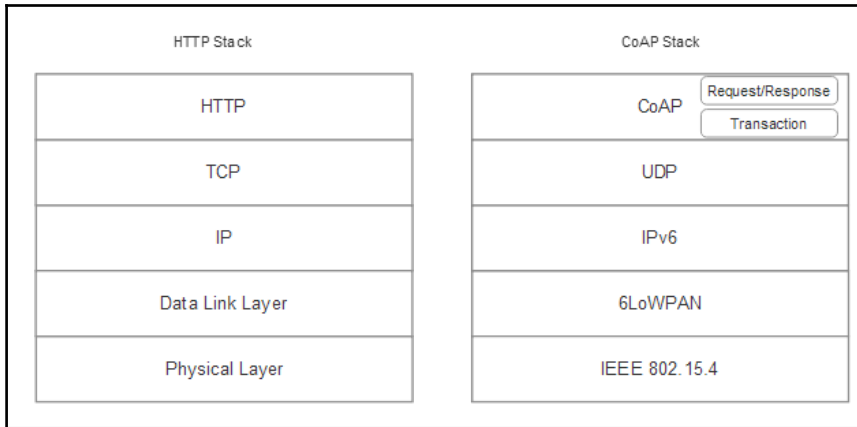 HTTP Stack
CoAP Stack
HTTP
CoAP
Request/Response
Transaction
TCP
UDP
IP
IPv6
Data Link Layer
6LoWPAN
Physical Layer
IEEE 802.15.4